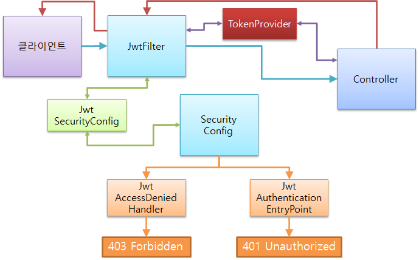 클라이언트
JwtFilter
TokenProvider
Controller
Jwt
SecurityConfig
Security
Config
Jwt
AccessDenied
Handler
Jwt
Authentication
EntryPoint
403 Forbidden
401 Unauthorized